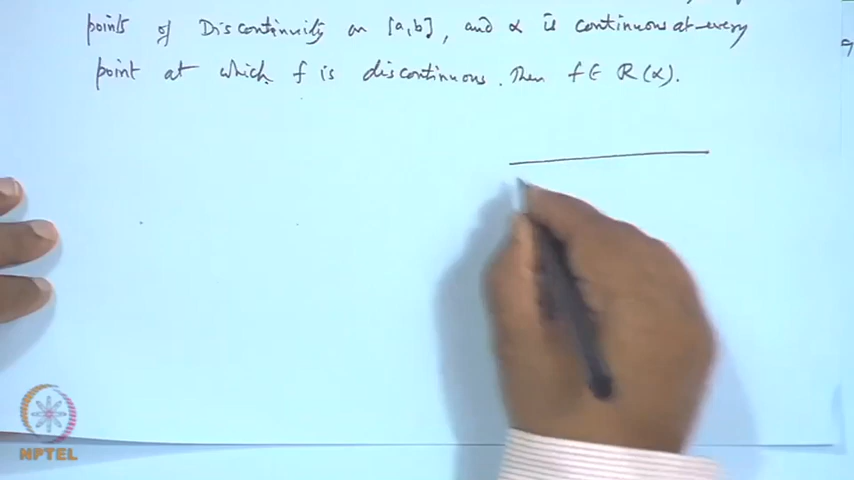 points of Discontinuity on [a,b], and α is continuous at every
point at which f is discontinuous. Then f ∈ R(α).
NPTEL